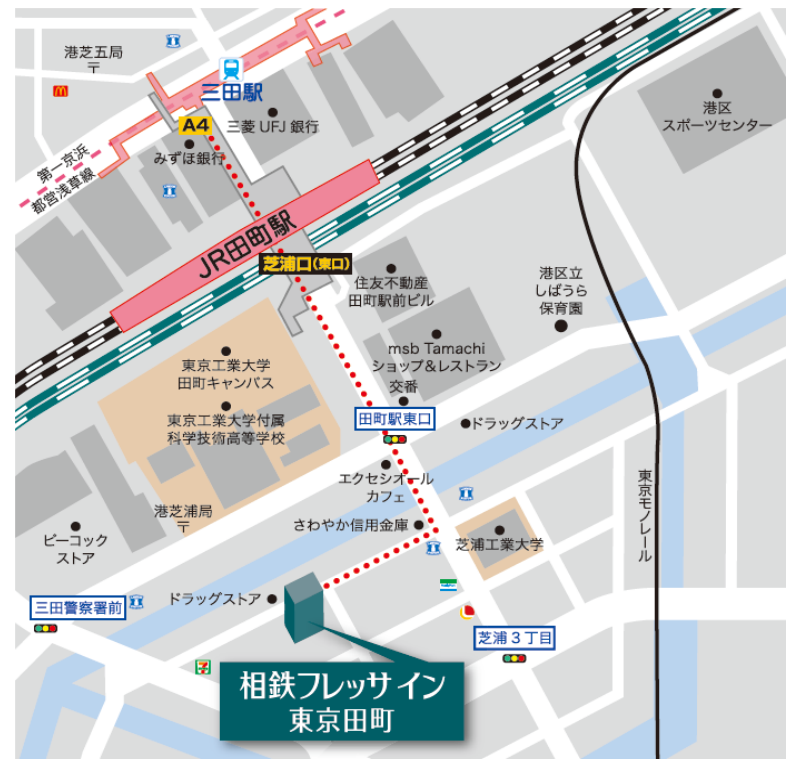 港芝五局
〒
三田駅
A4
三菱 UFJ 銀行
みずほ銀行
第一京浜
都営浅草線
港区
スポーツセンター
JR田町駅
芝浦口(東口)
住友不動産
田町駅前ビル
港区立
しばうら
保育園
東京工業大学
田町キャンパス
msb Tamachi
ショップ&レストラン
交番
東京工業大学付属
科学技術高等学校
田町駅東口
ドラッグストア
エクセシオール
カフェ
東京モノレール
港芝浦局
〒
さわやか信用金庫
芝浦工業大学
ピーコック
ストア
三田警察署前
ドラッグストア
芝浦3丁目
相鉄フレッサイン
東京田町